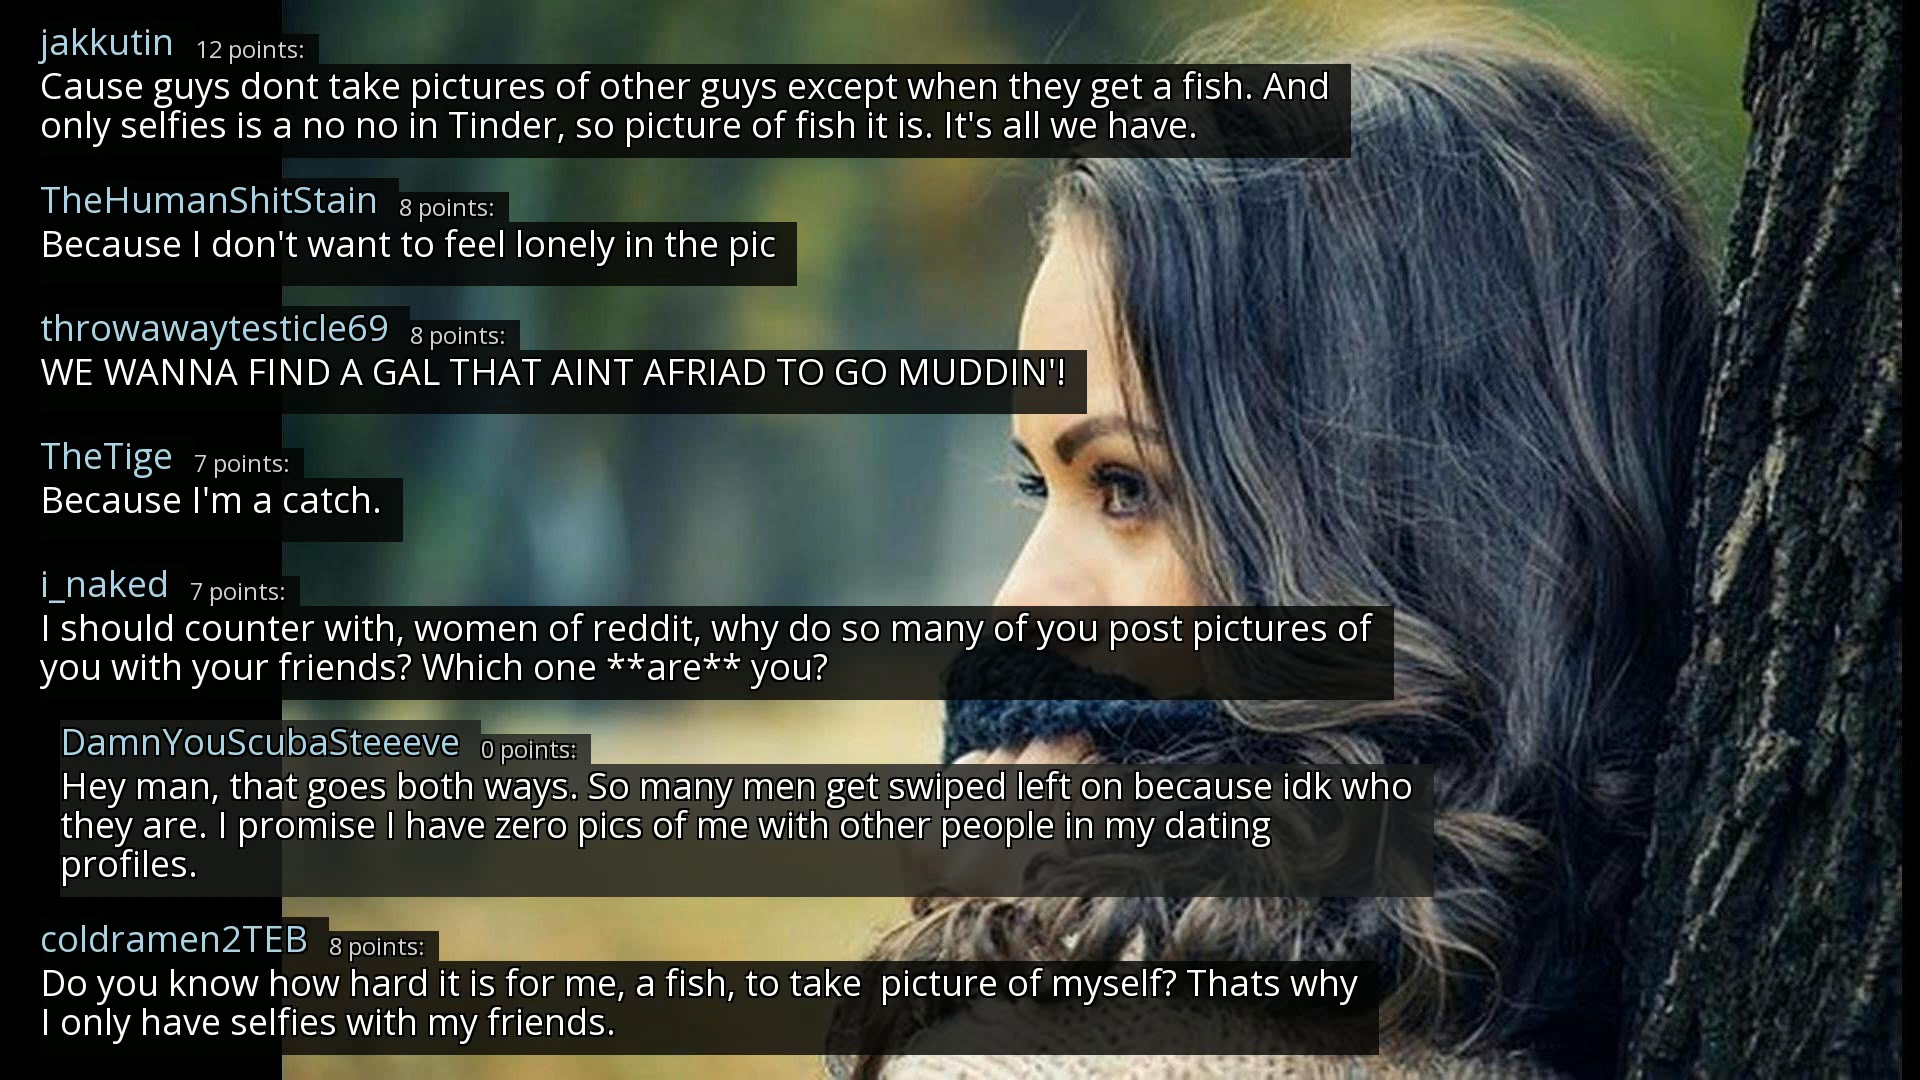 jakkutin 12 points:
Cause guys dont take pictures of other guys except when they get a fish. And
only selfies is a no no in Tinder, so picture of fish it is. It's all we have.
TheHumanShitStain 8 points:
Because I don't want to feel lonely in the pic
throwawaytesticle69 8 points:
WE WANNA FIND A GAL THAT AINT AFRIAD TO GO MUDDIN'!
TheTige 7 points:
Because I'm a catch.
i_naked 7 points:
I should counter with, women of reddit, why do so many of you post pictures of
you with your friends? Which one **are** you?
DamnYouScubaSteeeve 0 points:
Hey man, that goes both ways. So many men get swiped left on because idk who
they are. I promise I have zero pics of me with other people in my dating
profiles.
coldramen2TEB 8 points:
Do you know how hard it is for me, a fish, to take  picture of myself? Thats why
I only have selfies with my friends.